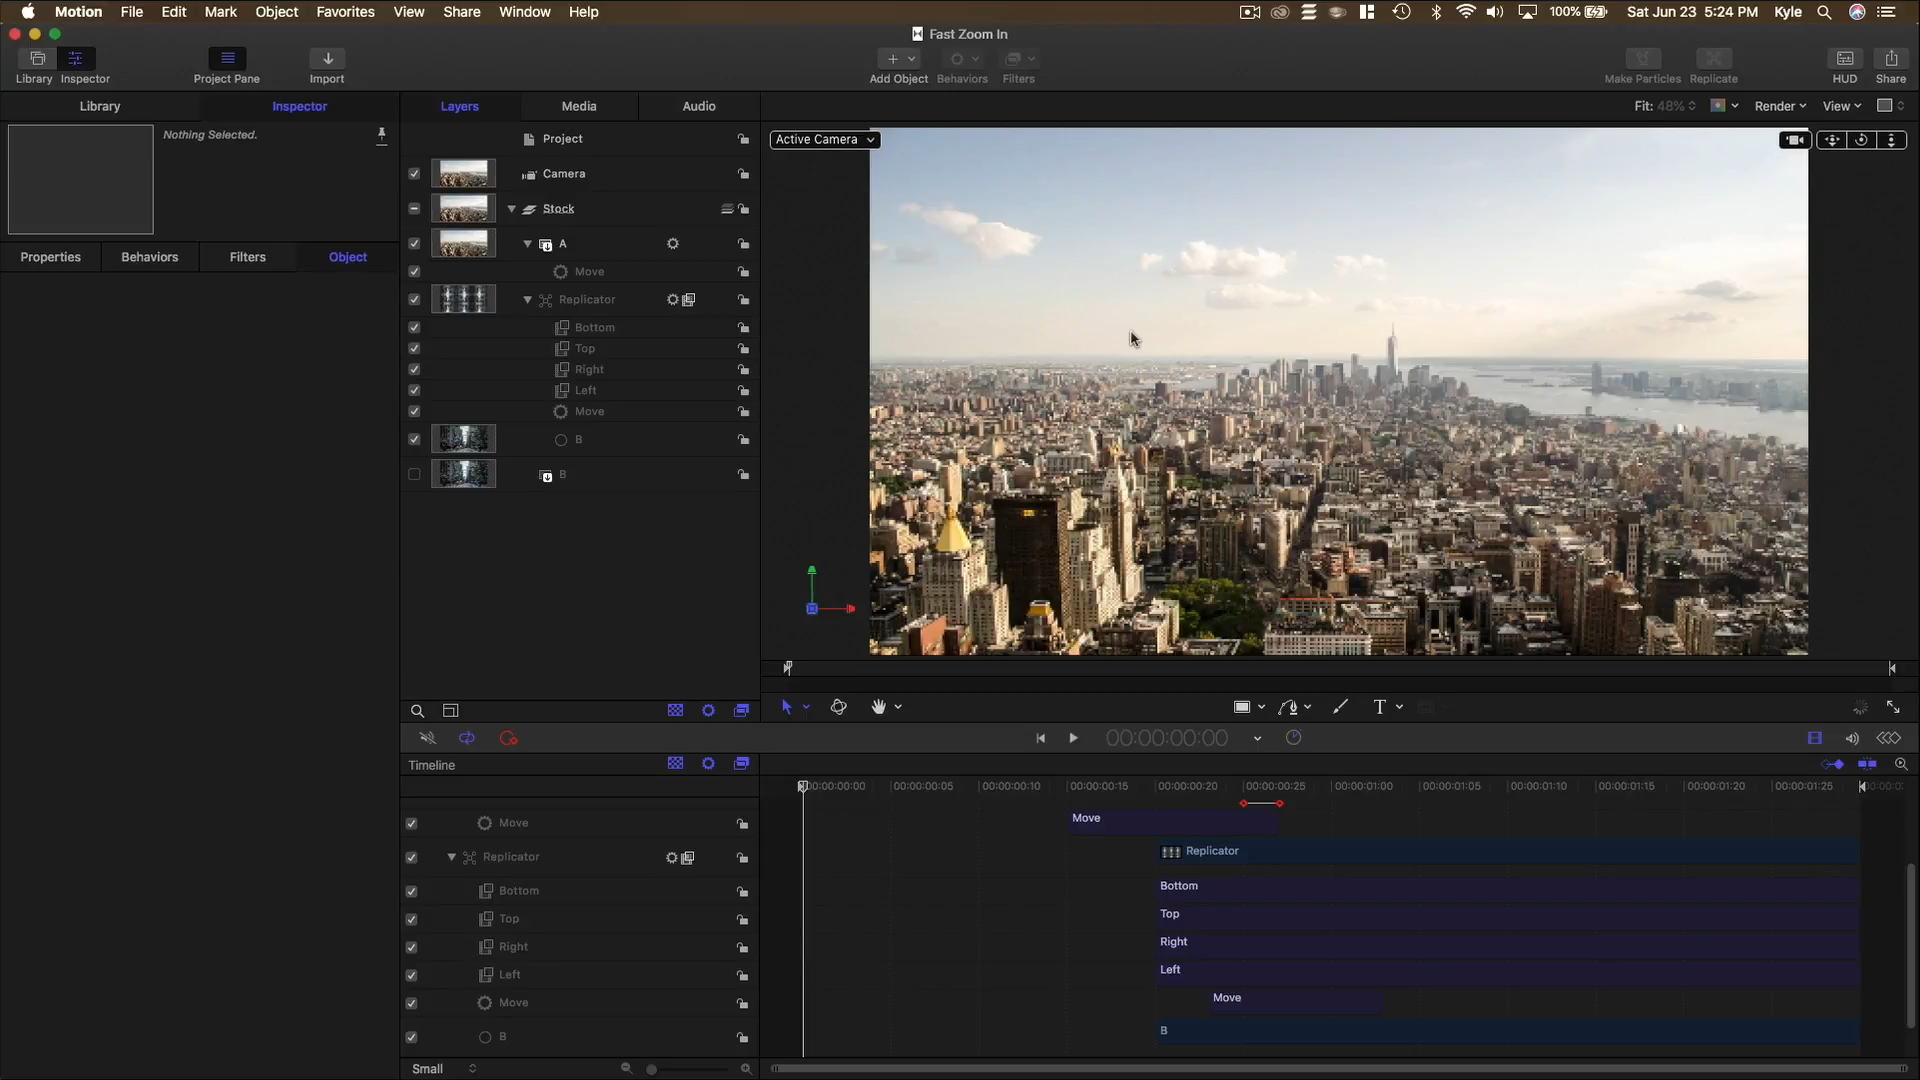 Motion File Edit Mark Object Favorites View Share Window Help 100% Sat Jun 23 5:24 PM Kyle
Fast Zoom In
Library Inspector Project Pane Import Add Object Behaviors Filters Make Particles Replicate HUD Share
Library Inspector Layers Media Audio Fit: 48% Render View
Nothing Selected.
Properties Behaviors Filters Object
Project
Camera
Stock
A
Move
Replicator
Bottom
Top
Right
Left
Move
B
B
Active Camera
T
00:00:00:00
Timeline
00:00:00:00 00:00:00:05 00:00:00:10 00:00:00:15 00:00:00:20 00:00:00:25 00:00:01:00 00:00:01:05 00:00:01:10 00:00:01:15 00:00:01:20 00:00:01:25
Move Move
Replicator Replicator
Bottom Bottom
Top Top
Right Right
Left Left
Move Move
B B
Small